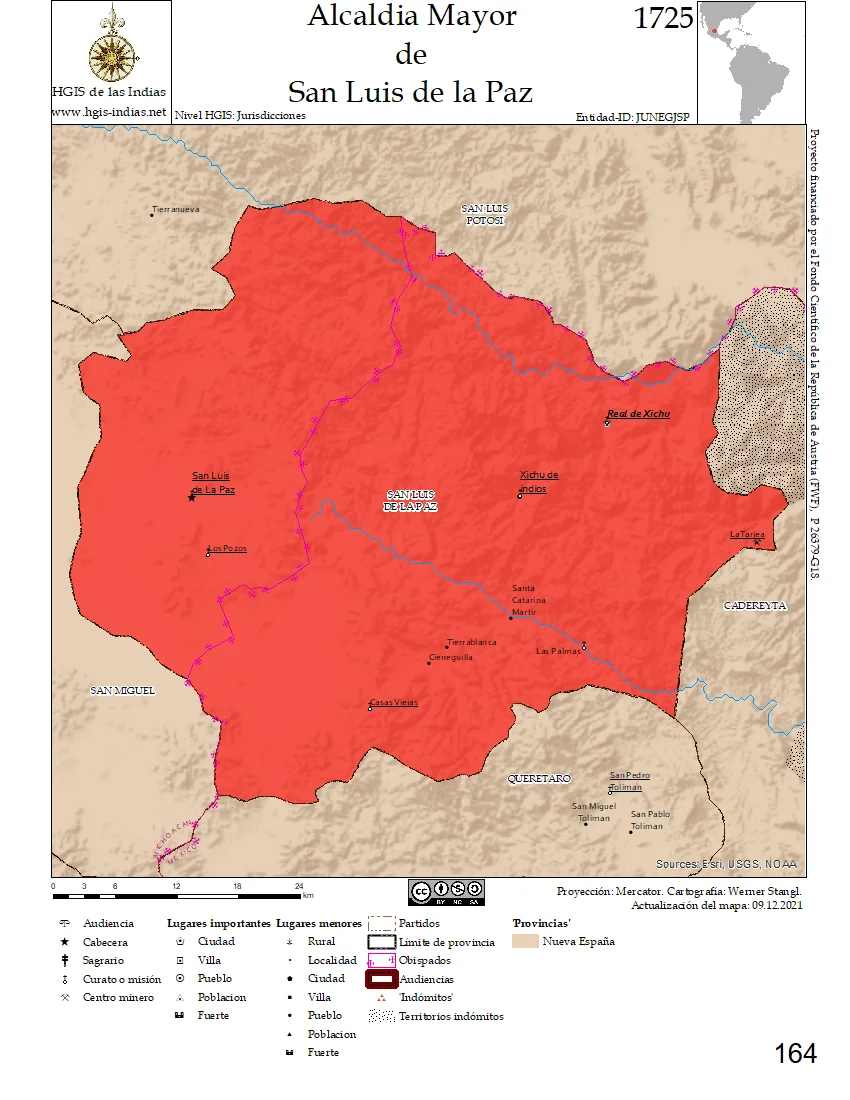 Alcaldia Mayor
de
San Luis de la Paz
1725
HGIS de las Indias
www.hgis-indias.net
Nivel HGIS: Jurisdicciones
Entidad-ID: JUNEGJSP
Proyecto financiado por el Fondo Científico de la República de Austria (FWF), P 26379-G18.
Tierranueva
SAN LUIS
POTOSI
Real de Xichu
San Luis
de La Paz
Xichu de
Indios
SAN LUIS
DE LA PAZ
La Tarjea
Los Pozos
Santa
Catarina
Martir
CADEREYTA
Tierrablanca
Las Palmas
Cieneguilla
SAN MIGUEL
Casas Viejas
QUERETARO
San Pedro
Toliman
San Miguel
Toliman
San Pablo
Toliman
MICHOACAN
MEXICO
Sources: Esri, USGS, NOAA
0 3 6 12 18 24
km
CC BY NC SA
Proyección: Mercator. Cartografía: Werner Stangl.
Actualización del mapa: 09.12.2021
Audiencia
Cabecera
Sagrario
Curato o misión
Centro minero
Lugares importantes
Ciudad
Villa
Pueblo
Poblacion
Fuerte
Lugares menores
Rural
Localidad
Ciudad
Villa
Pueblo
Poblacion
Fuerte
Partidos
Límite de provincia
Obispados
Audiencias
'Indómitos'
Territorios indómitos
'Provincias'
Nueva España
164